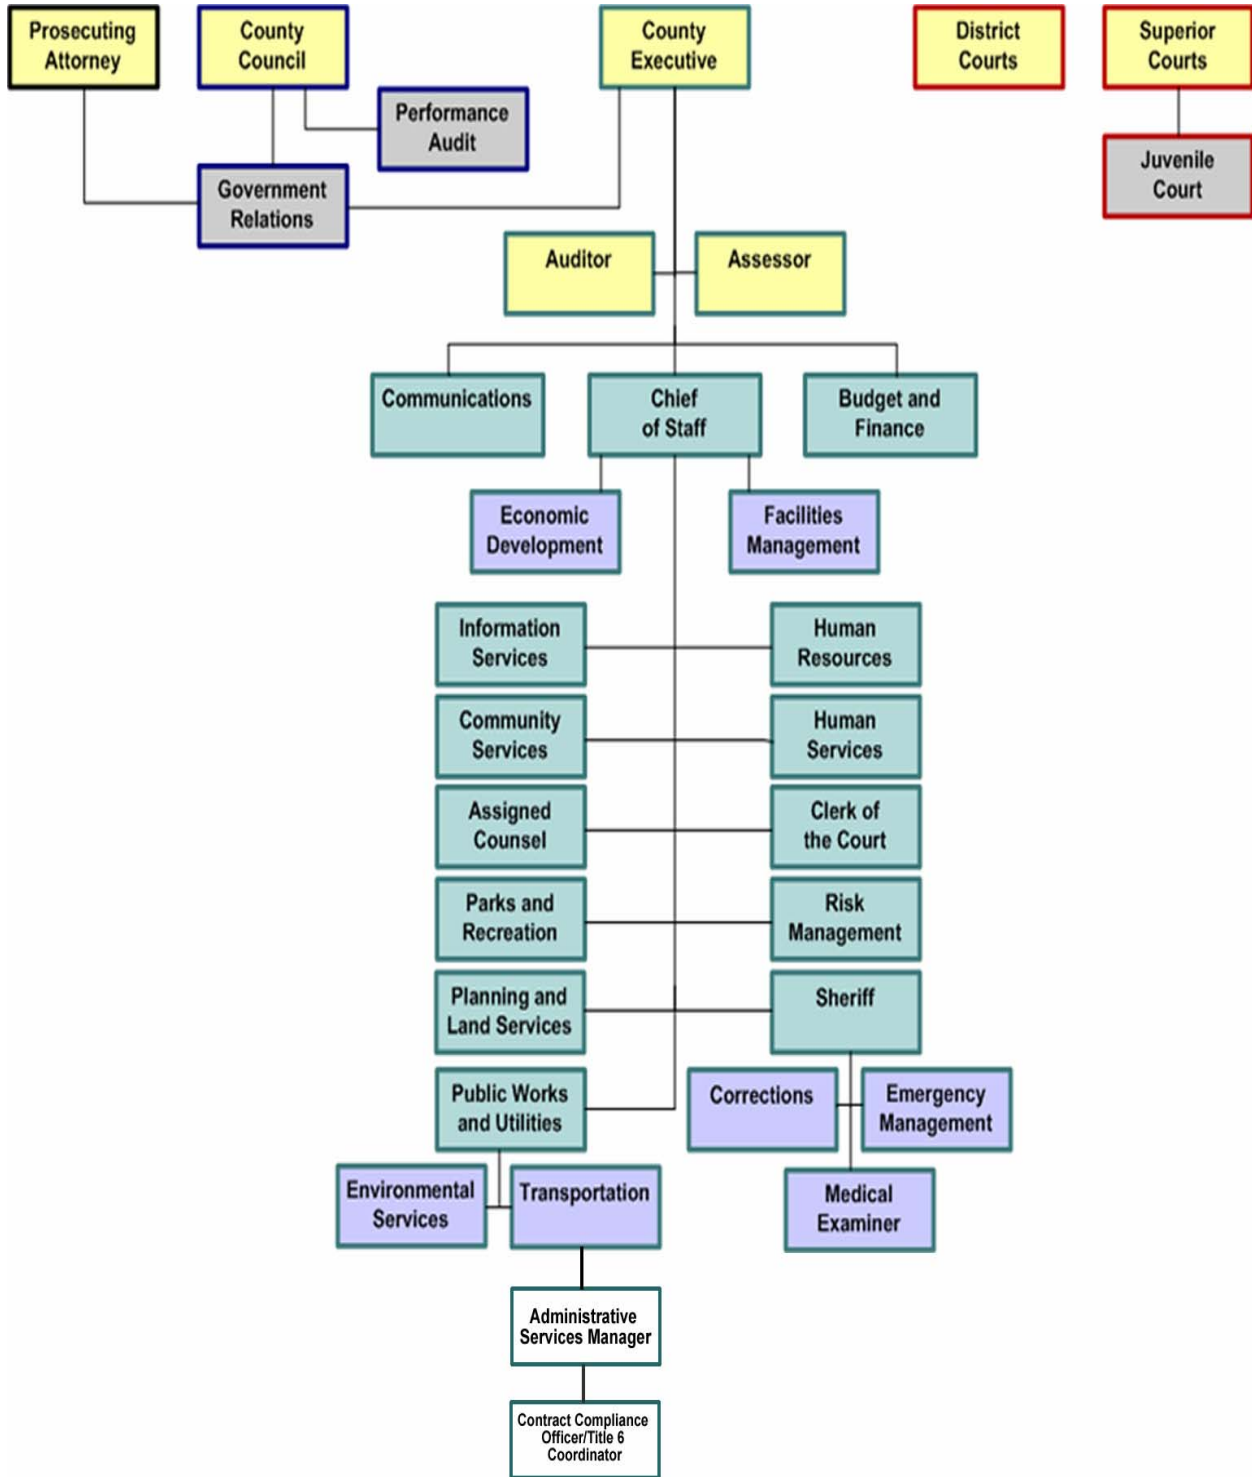 Prosecuting
Attorney
County
Council
County
Executive
District
Courts
Superior
Courts
Performance
Audit
Juvenile
Court
Government
Relations
Auditor
Assessor
Communications
Chief
of Staff
Budget and
Finance
Economic
Development
Facilities
Management
Information
Services
Human
Resources
Community
Services
Human
Services
Assigned
Counsel
Clerk of
the Court
Parks and
Recreation
Risk
Management
Planning and
Land Services
Sheriff
Public Works
and Utilities
Corrections
Emergency
Management
Environmental
Services
Transportation
Medical
Examiner
Administrative
Services Manager
Contract Compliance
Officer/Title 6
Coordinator